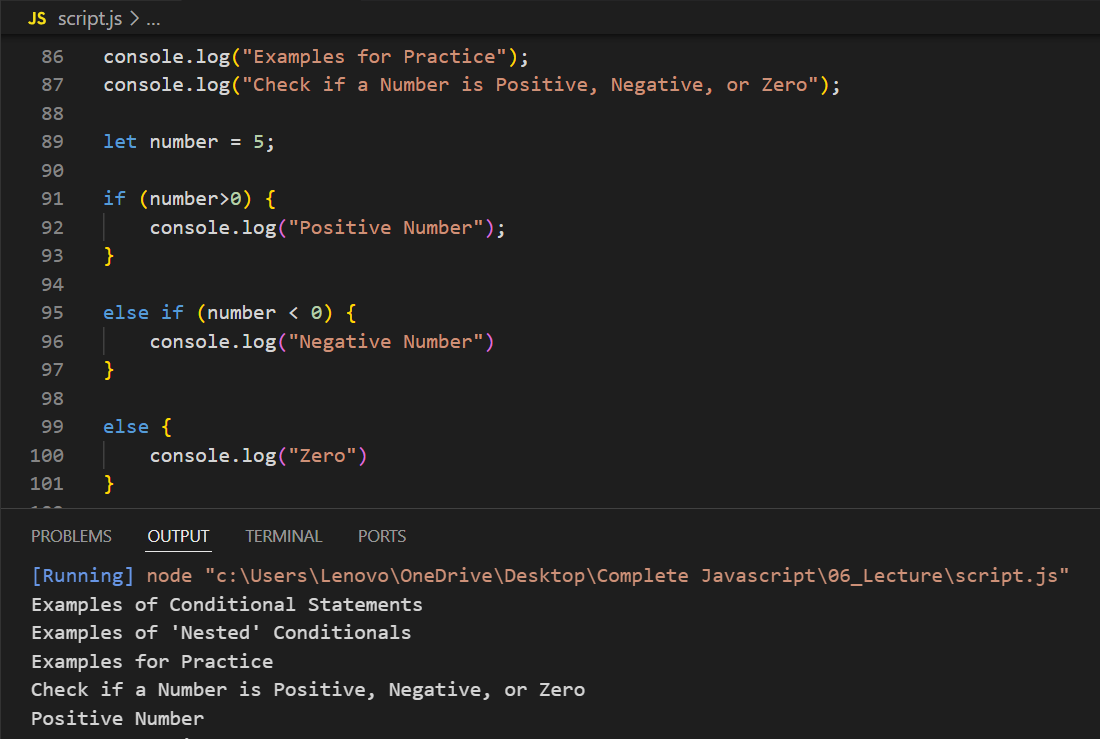 JS script.js > ...
86 console.log("Examples for Practice");
87 console.log("Check if a Number is Positive, Negative, or Zero");
88
89 let number = 5;
90
91 if (number>0) {
92     console.log("Positive Number");
93 }
94
95 else if (number < 0) {
96     console.log("Negative Number")
97 }
98
99 else {
100     console.log("Zero")
101 }
PROBLEMS OUTPUT TERMINAL PORTS
[Running] node "c:\Users\Lenovo\OneDrive\Desktop\Complete Javascript\06_Lecture\script.js"
Examples of Conditional Statements
Examples of 'Nested' Conditionals
Examples for Practice
Check if a Number is Positive, Negative, or Zero
Positive Number